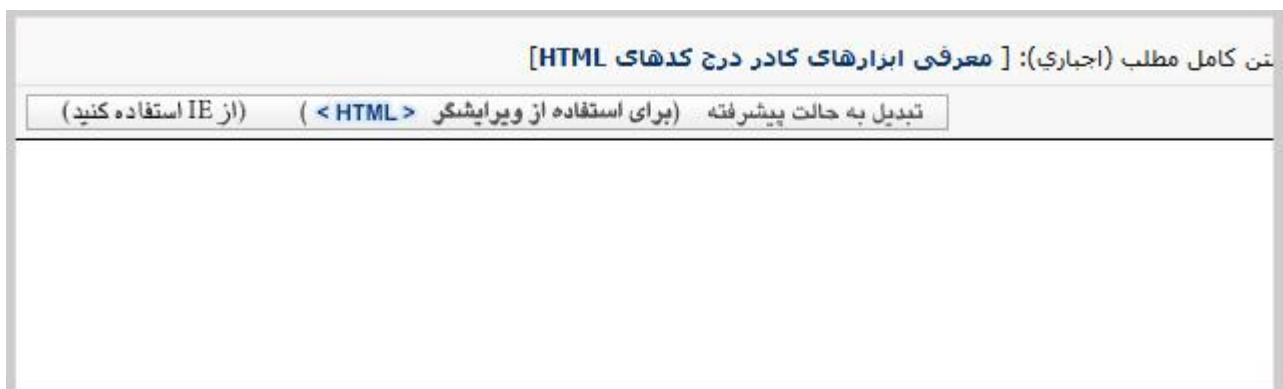 تن کامل مطلب (اجباري): [ معرفی ابزارهای کادر درج کدهای HTML]
تبدیل به حالت پیشرفته (برای استفاده از ویرایشگر <HTML> ) (از IE استفاده کنید)